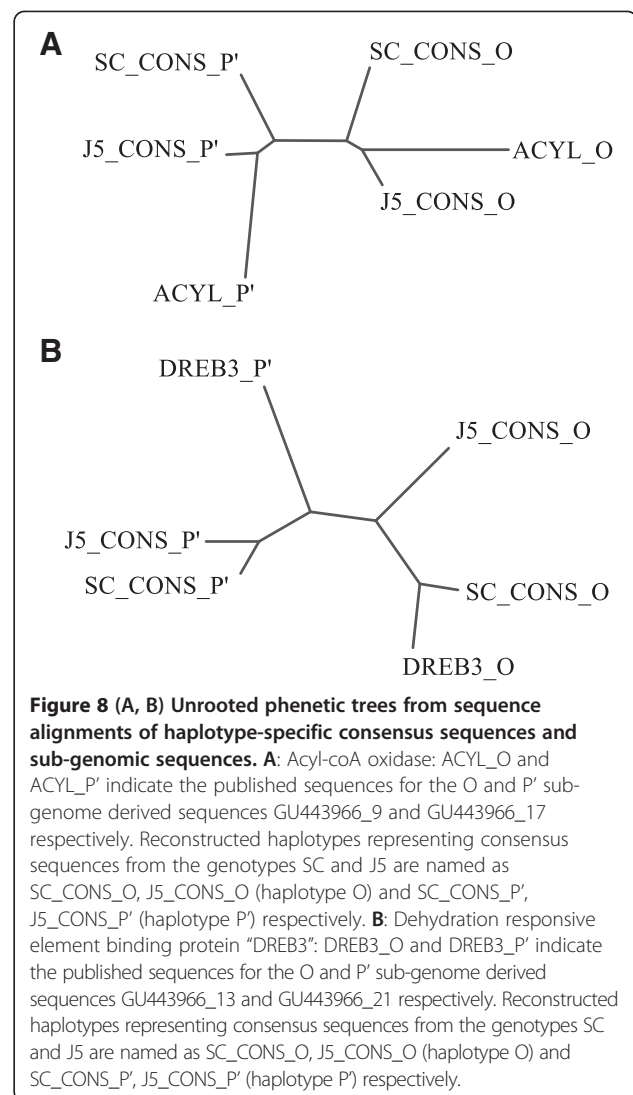 A
SC_CONS_P'
SC_CONS_O
J5_CONS_P'
ACYL_O
J5_CONS_O
ACYL_P'
B
DREB3_P'
J5_CONS_O
J5_CONS_P'
SC_CONS_P'
SC_CONS_O
DREB3_O
Figure 8 (A, B) Unrooted phenetic trees from sequence
alignments of haplotype-specific consensus sequences and
sub-genomic sequences. A: Acyl-coA oxidase: ACYL_O and
ACYL_P' indicate the published sequences for the O and P' sub-
genome derived sequences GU443966_9 and GU443966_17
respectively. Reconstructed haplotypes representing consensus
sequences from the genotypes SC and J5 are named as
SC_CONS_O, J5_CONS_O (haplotype O) and SC_CONS_P',
J5_CONS_P' (haplotype P') respectively. B: Dehydration responsive
element binding protein “DREB3”: DREB3_O and DREB3_P' indicate
the published sequences for the O and P' sub-genome derived
sequences GU443966_13 and GU443966_21 respectively. Reconstructed
haplotypes representing consensus sequences from the genotypes SC
and J5 are named as SC_CONS_O, J5_CONS_O (haplotype O) and
SC_CONS_P', J5_CONS_P' (haplotype P') respectively.